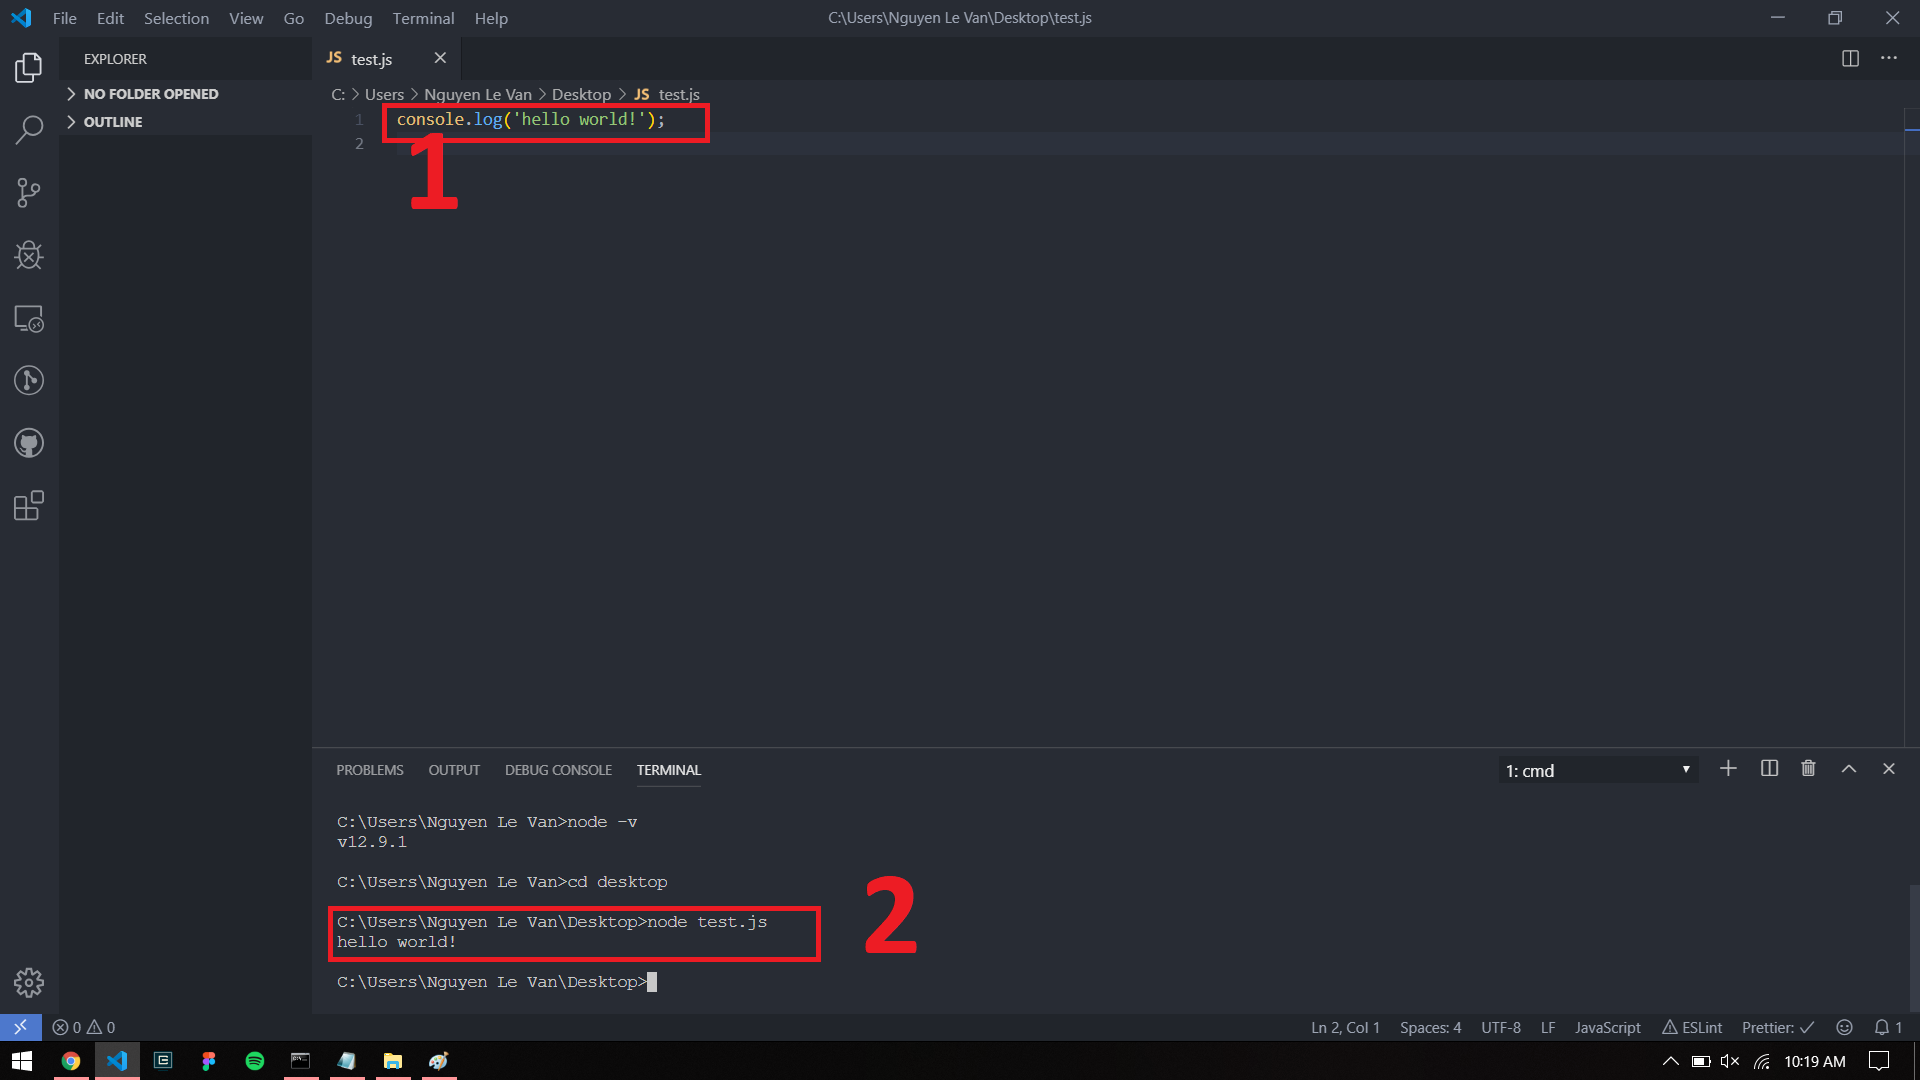 File Edit Selection View Go Debug Terminal Help
C:\Users\Nguyen Le Van\Desktop\test.js
EXPLORER
NO FOLDER OPENED
OUTLINE
JS test.js
C: > Users > Nguyen Le Van > Desktop > JS test.js
1 console.log('hello world!');
2
1
PROBLEMS OUTPUT DEBUG CONSOLE TERMINAL
1: cmd
C:\Users\Nguyen Le Van>node -v
v12.9.1
C:\Users\Nguyen Le Van>cd desktop
C:\Users\Nguyen Le Van\Desktop>node test.js
hello world!
2
C:\Users\Nguyen Le Van\Desktop>
0 0
Ln 2, Col 1 Spaces: 4 UTF-8 LF JavaScript ESLint Prettier: ✓ 1
10:19 AM